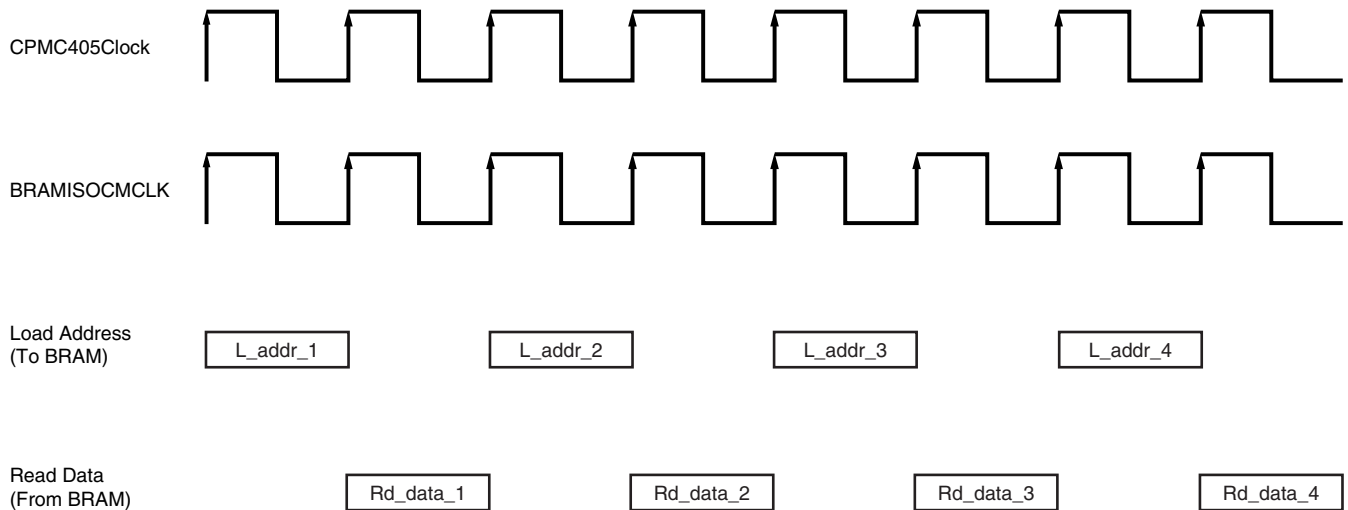 CPMC405Clock
BRAMISOCMCLK
Load Address
(To BRAM)
L_addr_1
L_addr_2
L_addr_3
L_addr_4
Read Data
(From BRAM)
Rd_data_1
Rd_data_2
Rd_data_3
Rd_data_4